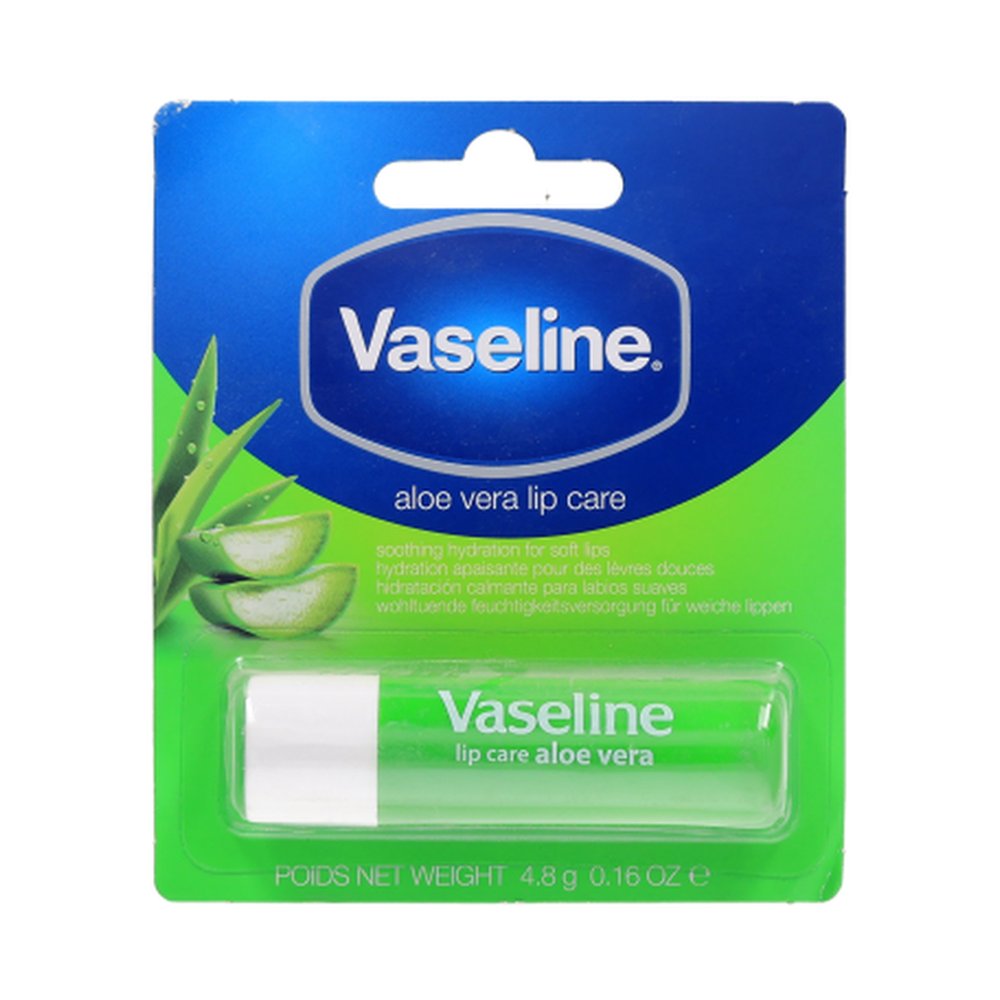 Vaseline®
aloe vera lip care
soothing hydration for soft lips
hydration apaisante pour des lèvres douces
hidratación calmante para labios suaves
wohltuende feuchtigkeitsversorgung für weiche lippen
Vaseline
lip care aloe vera
POIDS NET WEIGHT 4.8 g 0.16 OZ ℮